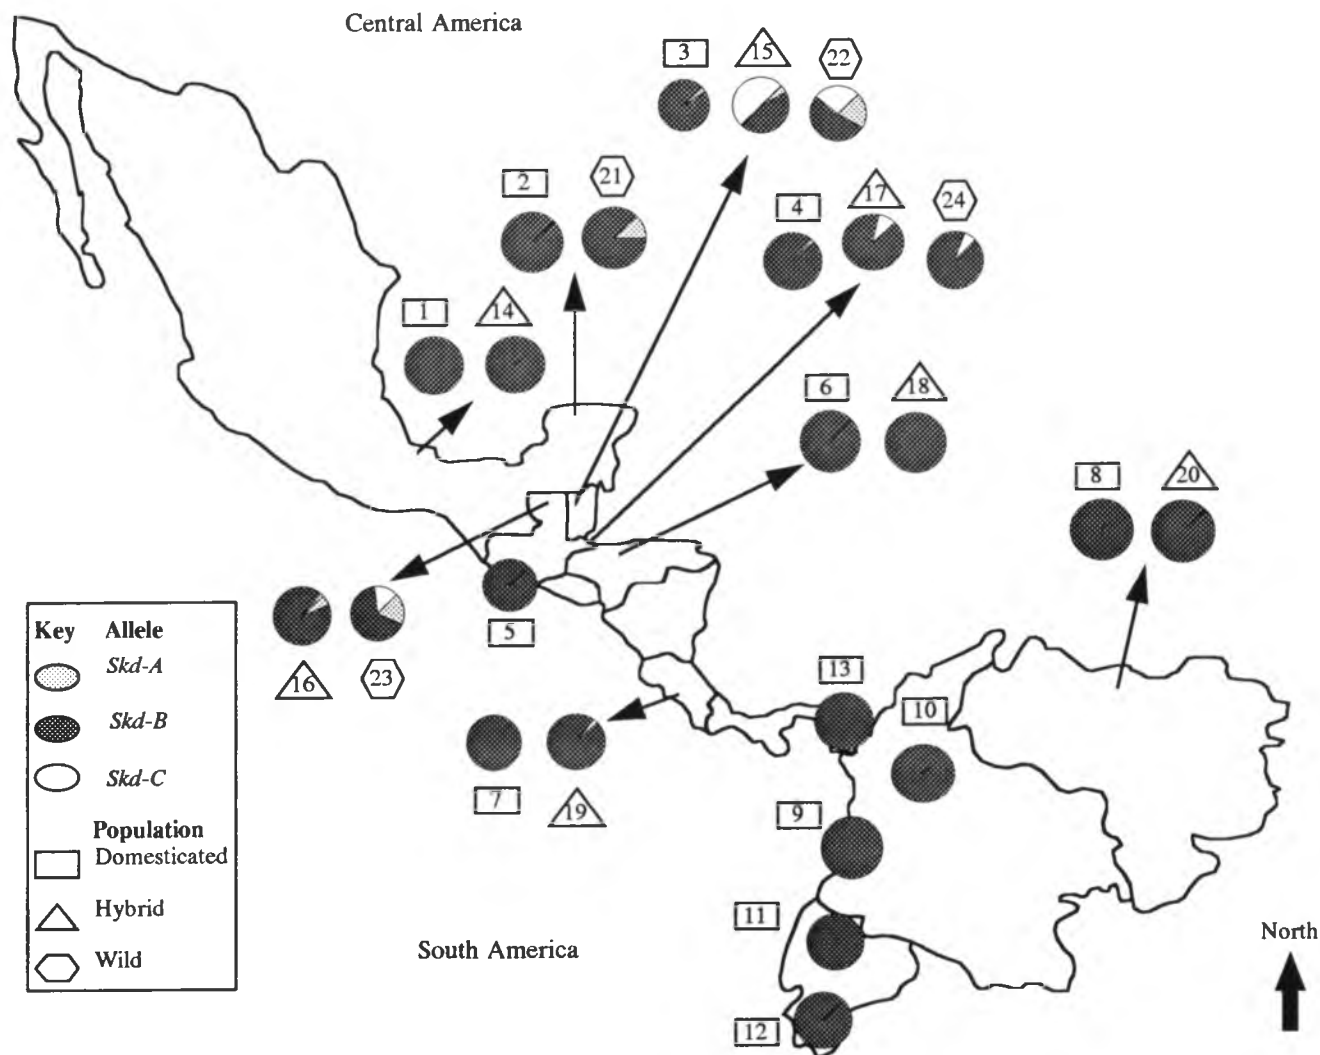 Central America
3 15 22
2 21
4 17 24
1 14
6 18
8 20
5
16 23
13
10
7 19
9
11
12
Key Allele
Skd-A
Skd-B
Skd-C
Population
Domesticated
Hybrid
Wild
South America
North